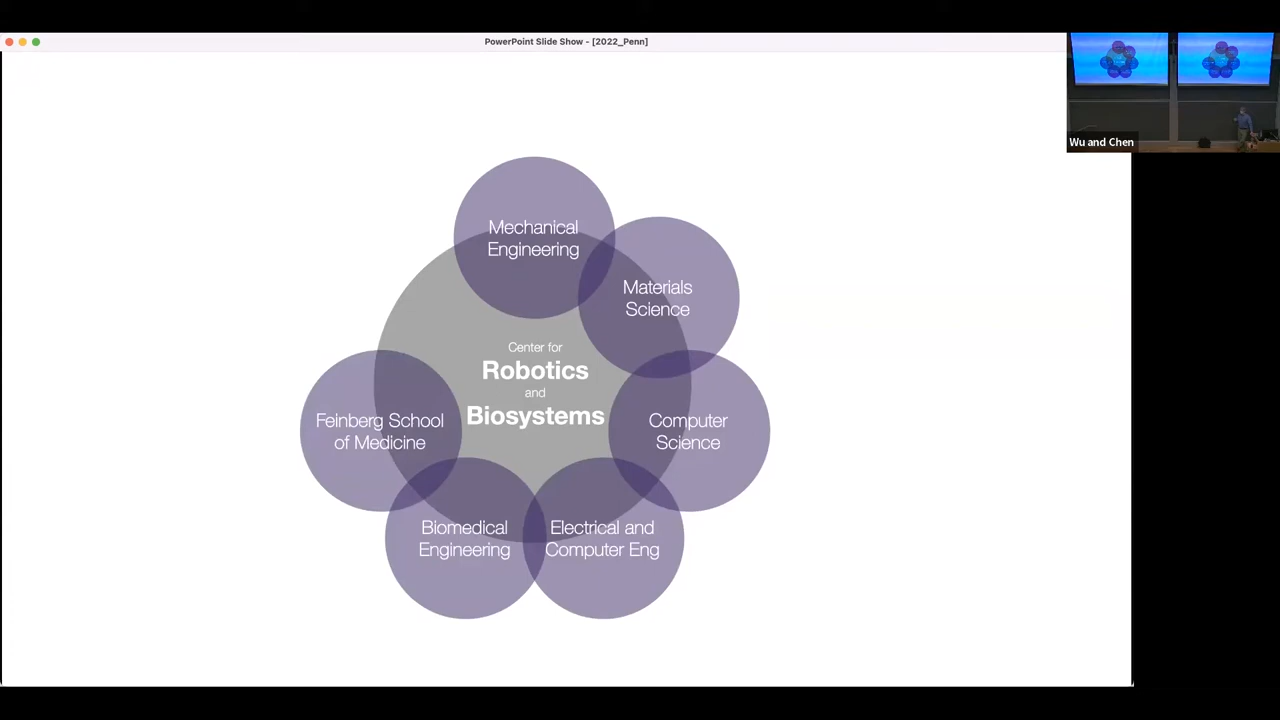 PowerPoint Slide Show - [2022_Penn]
Wu and Chen
Mechanical
Engineering
Materials
Science
Center for
Robotics
and
Biosystems
Feinberg School
of Medicine
Computer
Science
Biomedical
Engineering
Electrical and
Computer Eng